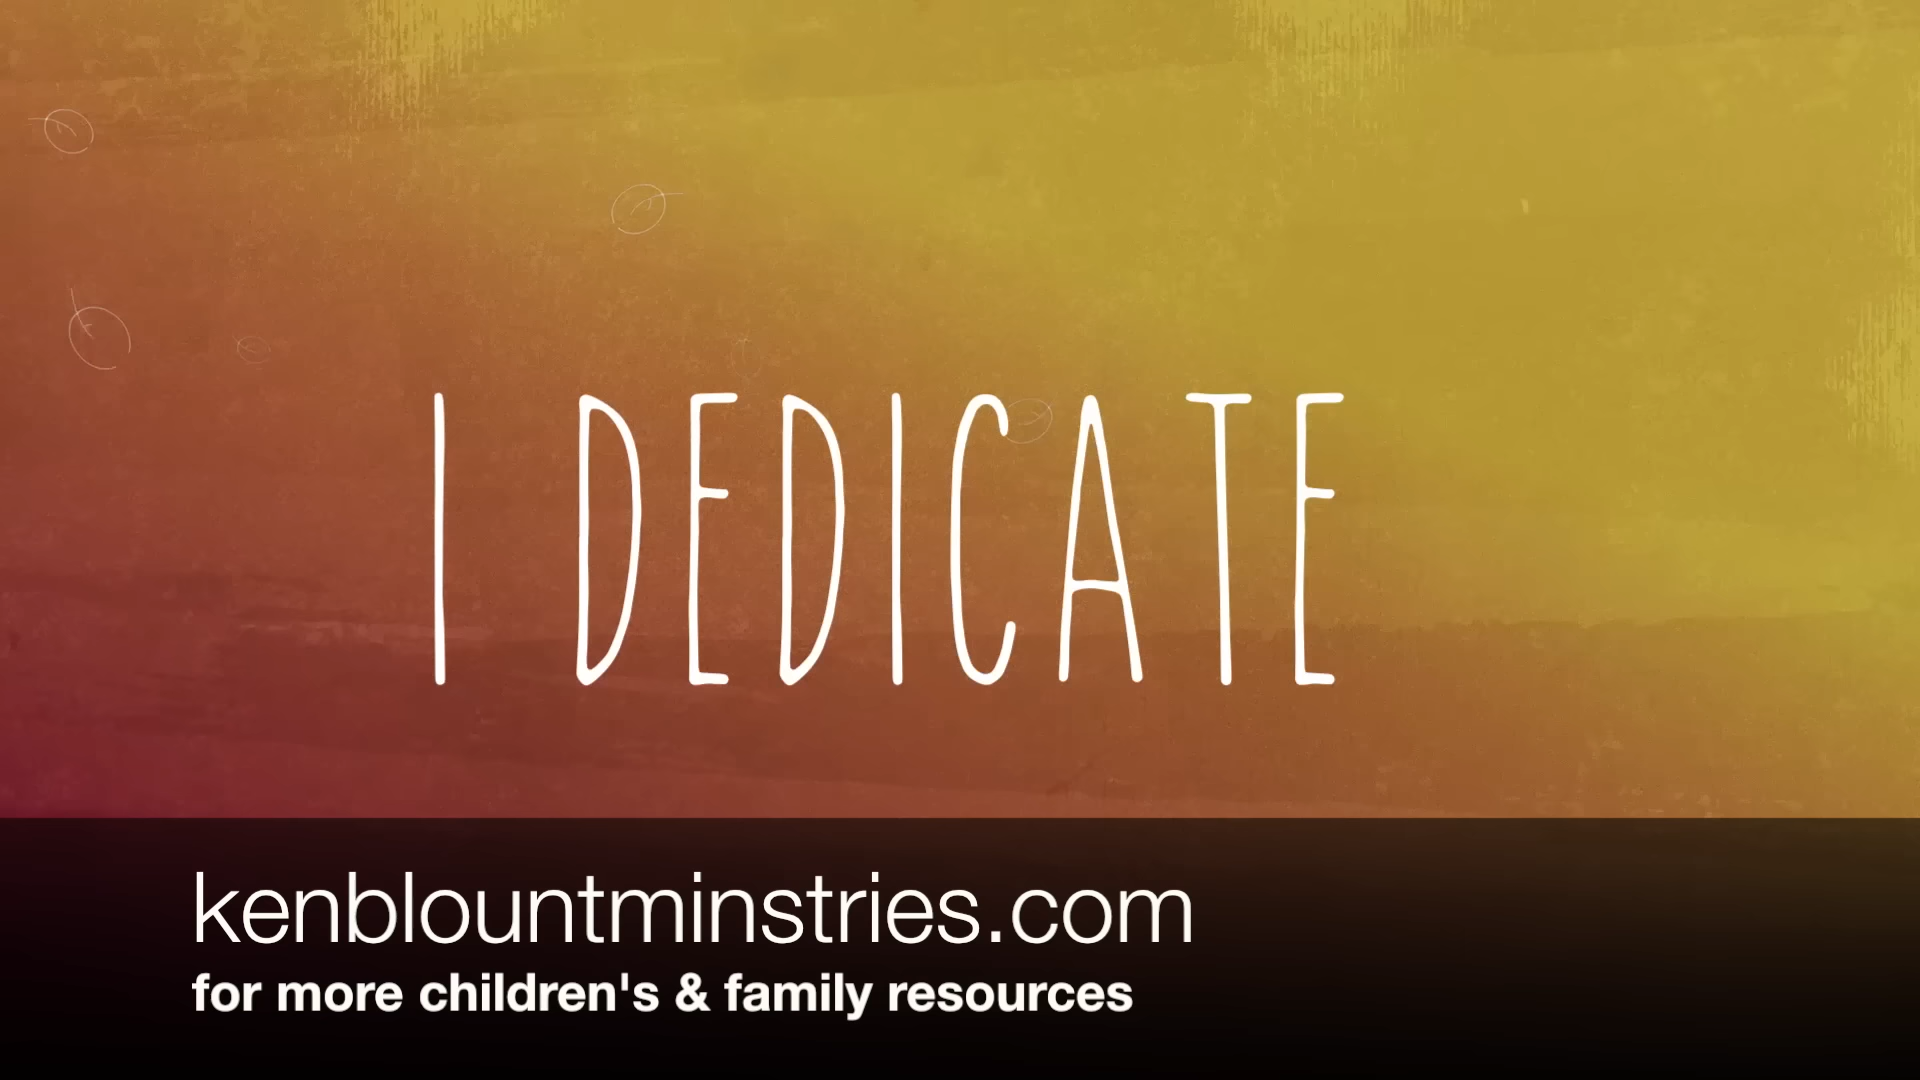 I DEDICATE
kenblountminstries.com
for more children's & family resources